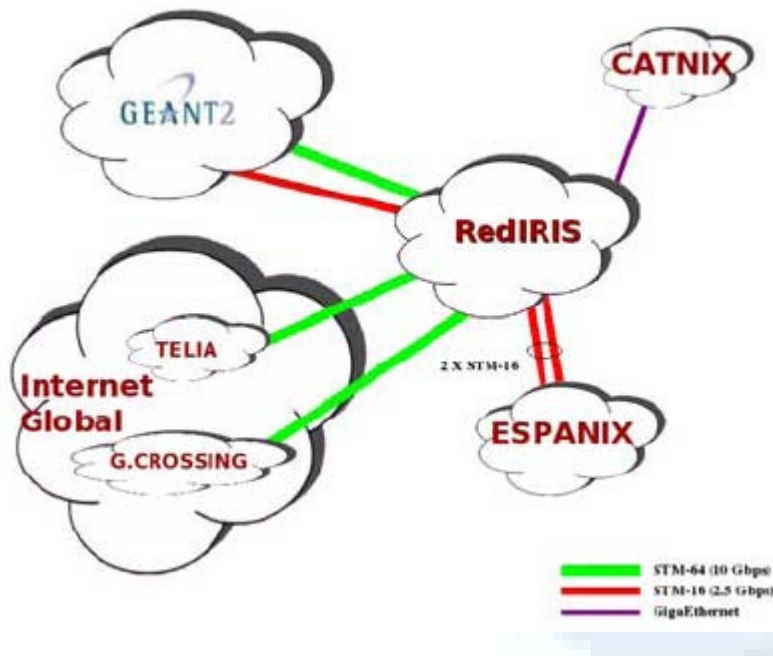 GEANT2
CATNIX
RedIRIS
TELIA
2 X STM-16
Internet
Global
ESPANIX
G.CROSSING
STM-64 (10 Gbps)
STM-16 (2.5 Gbps)
GigaEthernet